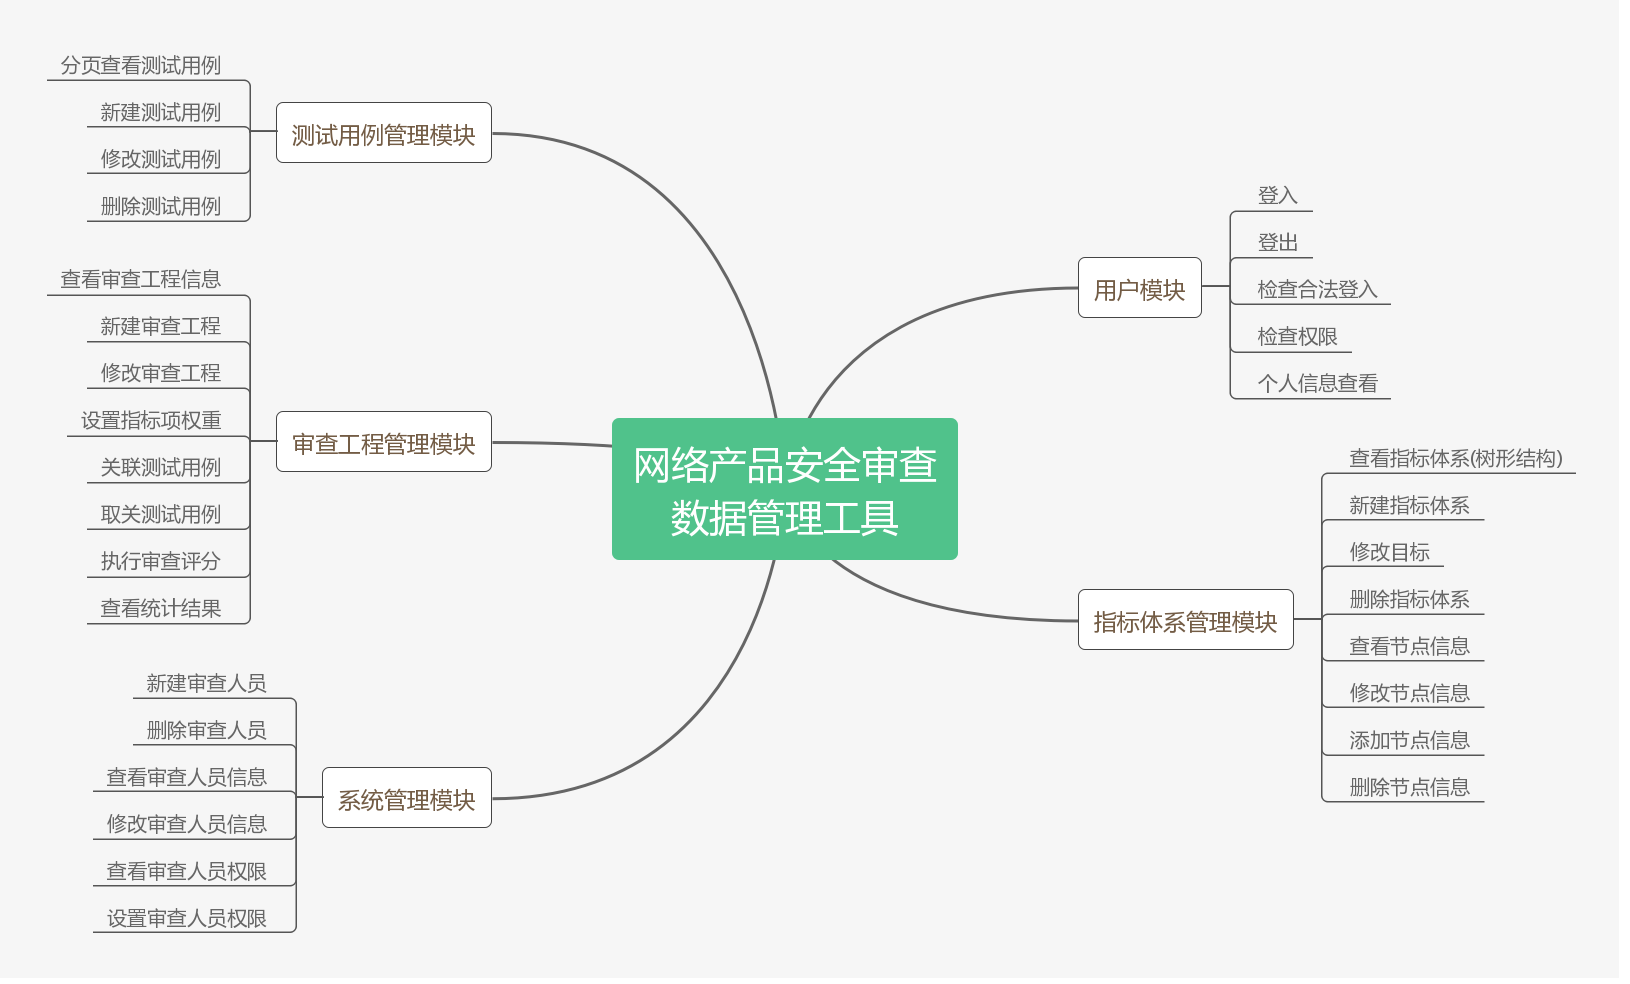 网络产品安全审查
数据管理工具
测试用例管理模块
分页查看测试用例
新建测试用例
修改测试用例
删除测试用例
审查工程管理模块
查看审查工程信息
新建审查工程
修改审查工程
设置指标项权重
关联测试用例
取关测试用例
执行审查评分
查看统计结果
系统管理模块
新建审查人员
删除审查人员
查看审查人员信息
修改审查人员信息
查看审查人员权限
设置审查人员权限
用户模块
登入
登出
检查合法登入
检查权限
个人信息查看
指标体系管理模块
查看指标体系(树形结构)
新建指标体系
修改目标
删除指标体系
查看节点信息
修改节点信息
添加节点信息
删除节点信息